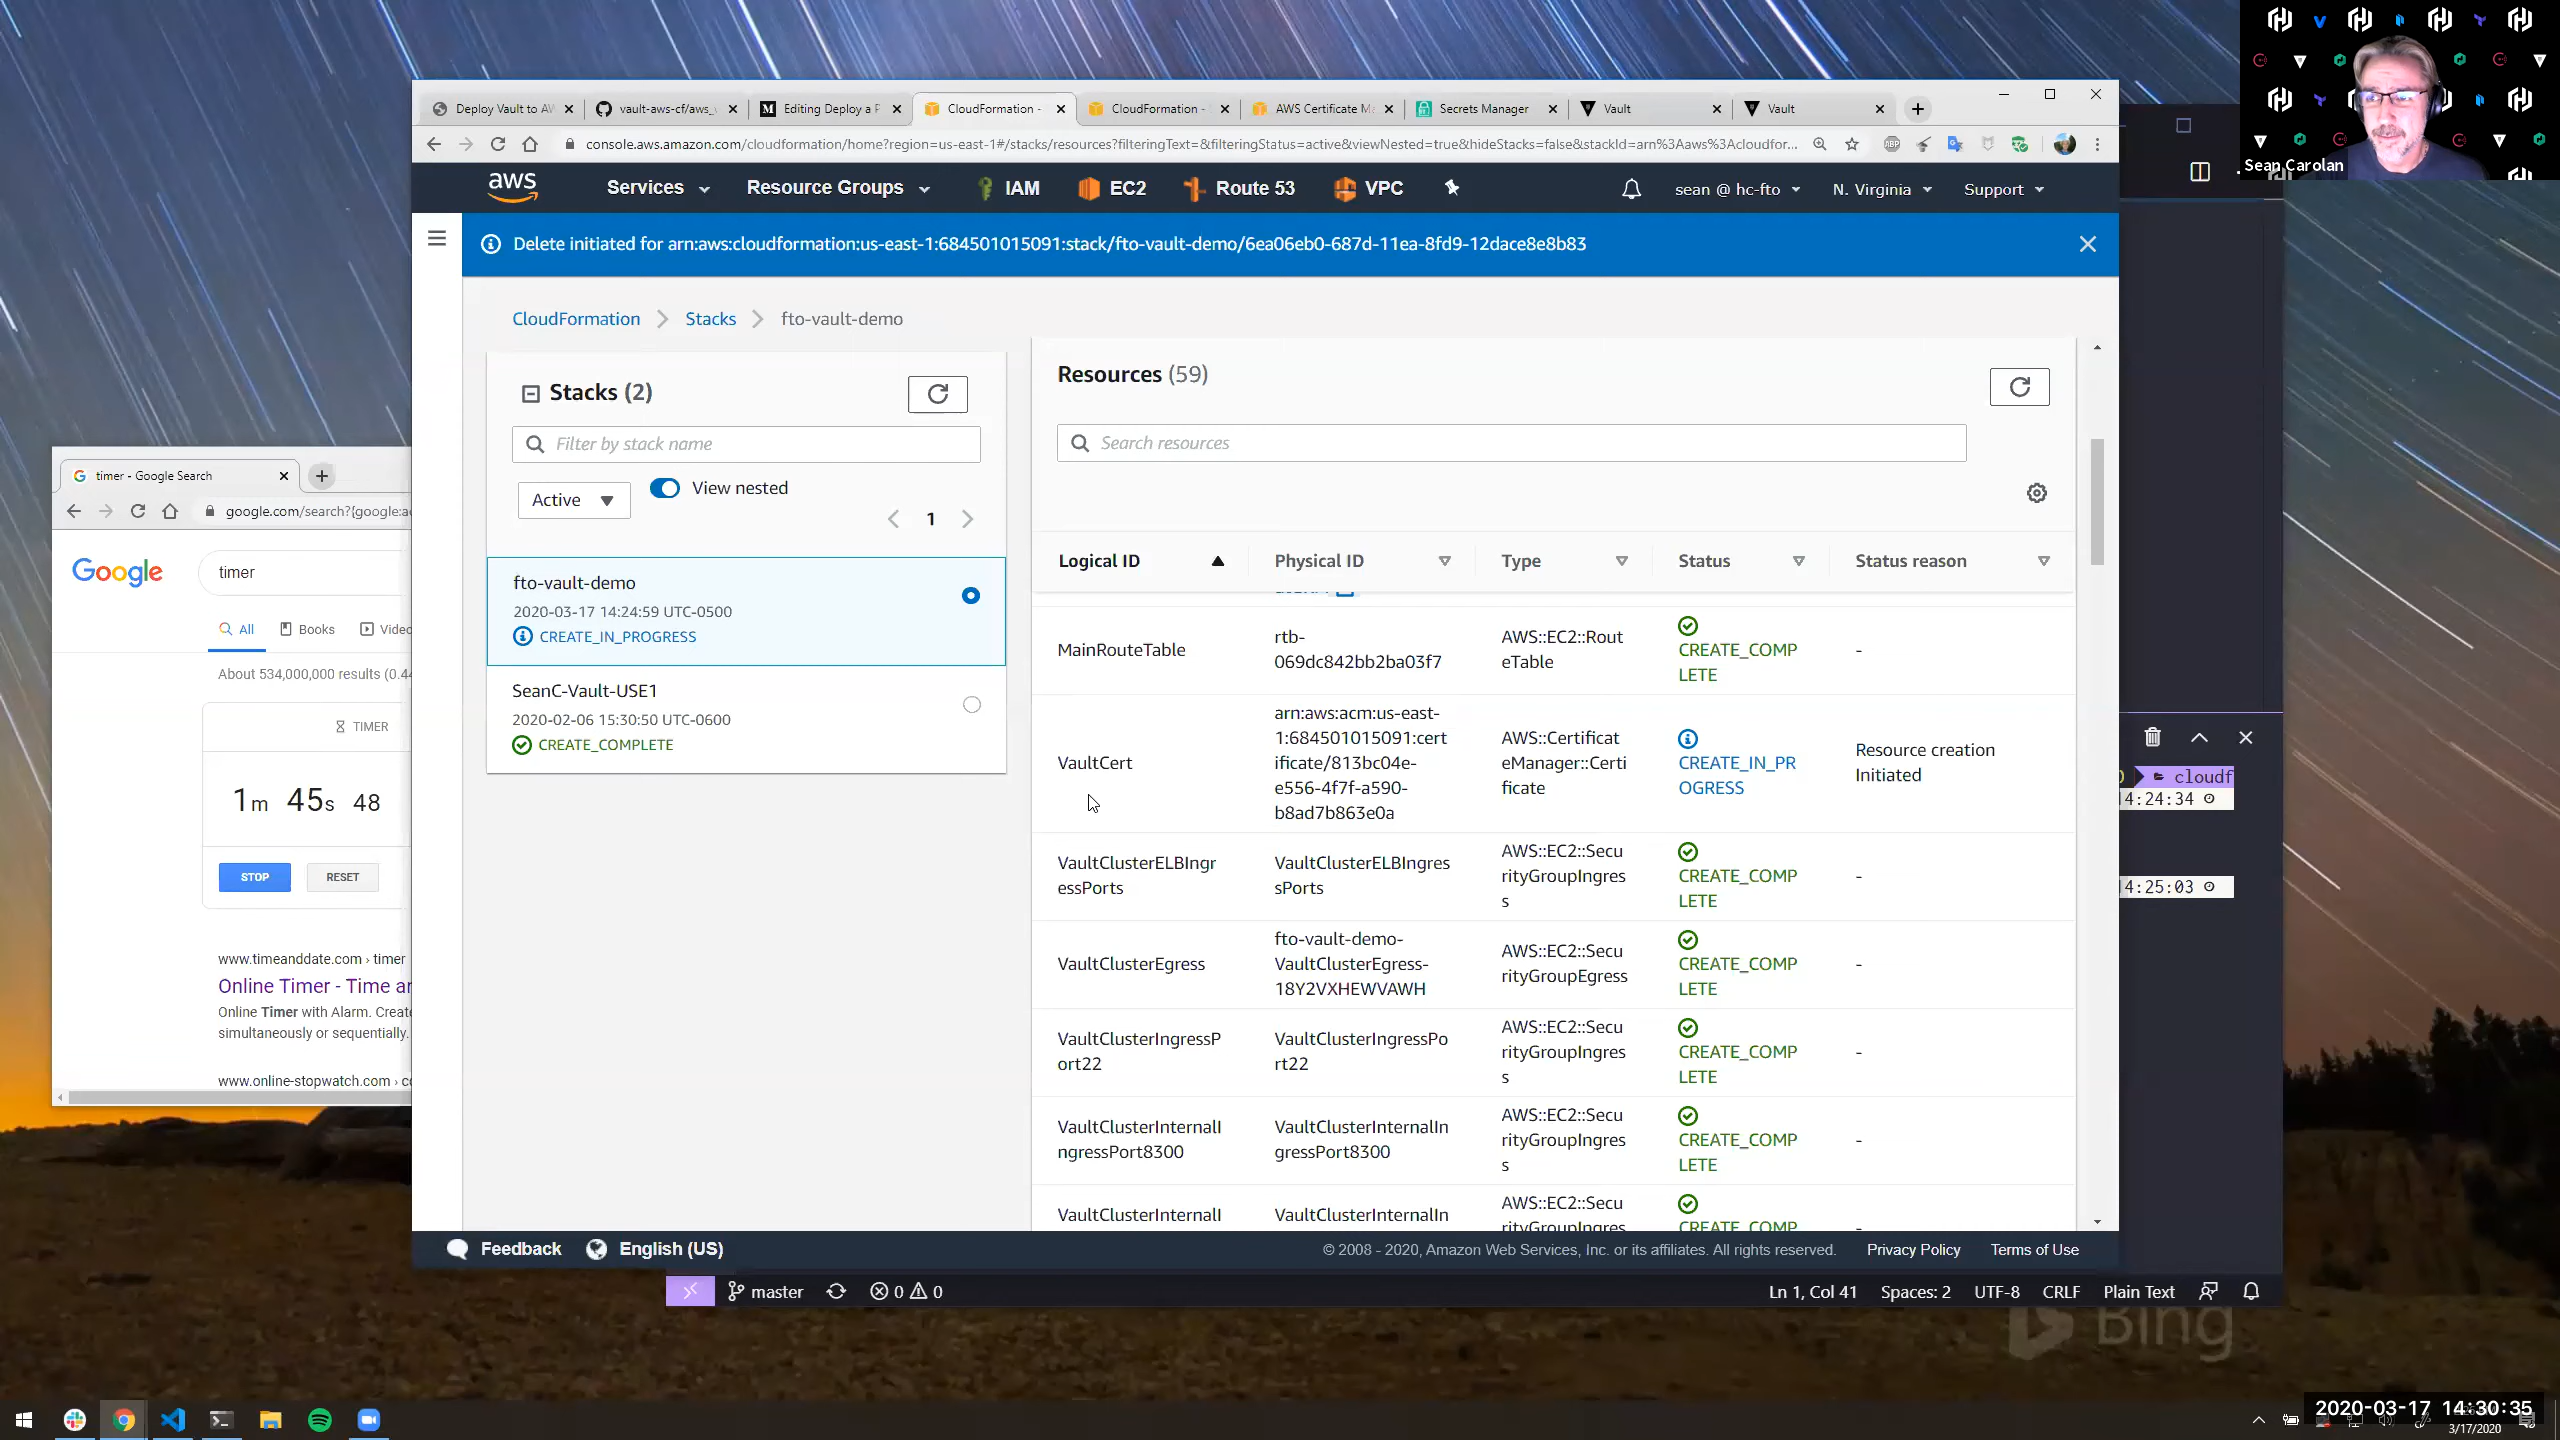 Sean Carolan
Deploy Vault to AW
vault-aws-cf/aws_
Editing Deploy a P
CloudFormation -
CloudFormation -
AWS Certificate M
Secrets Manager
Vault
Vault
console.aws.amazon.com/cloudformation/home?region=us-east-1#/stacks/resources?filteringText=&filteringStatus=active&viewNested=true&hideStacks=false&stackId=arn%3Aaws%3Acloudfor...
aws
Services
Resource Groups
IAM
EC2
Route 53
VPC
sean @ hc-fto
N. Virginia
Support
Delete initiated for arn:aws:cloudformation:us-east-1:684501015091:stack/fto-vault-demo/6ea06eb0-687d-11ea-8fd9-12dace8e8b83
CloudFormation
Stacks
fto-vault-demo
Stacks (2)
Filter by stack name
Active
View nested
1
fto-vault-demo
2020-03-17 14:24:59 UTC-0500
CREATE_IN_PROGRESS
SeanC-Vault-USE1
2020-02-06 15:30:50 UTC-0600
CREATE_COMPLETE
Resources (59)
Search resources
Logical ID
Physical ID
Type
Status
Status reason
MainRouteTable
rtb-
069dc842bb2ba03f7
AWS::EC2::Rout
eTable
CREATE_COMP
LETE
-
VaultCert
arn:aws:acm:us-east-
1:684501015091:cert
ificate/813bc04e-
e556-4f7f-a590-
b8ad7b863e0a
AWS::Certificat
eManager::Certi
ficate
CREATE_IN_PR
OGRESS
Resource creation
Initiated
VaultClusterELBIngr
essPorts
VaultClusterELBIngres
sPorts
AWS::EC2::Secu
rityGroupIngres
s
CREATE_COMP
LETE
-
VaultClusterEgress
fto-vault-demo-
VaultClusterEgress-
18Y2VXHEWVAWH
AWS::EC2::Secu
rityGroupEgress
CREATE_COMP
LETE
-
VaultClusterIngressP
ort22
VaultClusterIngressPo
rt22
AWS::EC2::Secu
rityGroupIngres
s
CREATE_COMP
LETE
-
VaultClusterInternalI
ngressPort8300
VaultClusterInternalIn
gressPort8300
AWS::EC2::Secu
rityGroupIngres
s
CREATE_COMP
LETE
-
VaultClusterInternalI
VaultClusterInternalIn
AWS::EC2::Secu
rityGroupIngres
CREATE_COMP
-
Feedback
English (US)
© 2008 - 2020, Amazon Web Services, Inc. or its affiliates. All rights reserved.
Privacy Policy
Terms of Use
timer - Google Search
google.com/search?{google:a
Google
timer
All
Books
Video
About 534,000,000 results (0.4
TIMER
1m 45s 48
STOP
RESET
www.timeanddate.com › timer
Online Timer - Time a
Online Timer with Alarm. Create
simultaneously or sequentially.
www.online-stopwatch.com › c
cloudf
4:24:34
4:25:03
master
0
0
Ln 1, Col 41
Spaces: 2
UTF-8
CRLF
Plain Text
Bing
2020-03-17 14:30:35
3/17/2020